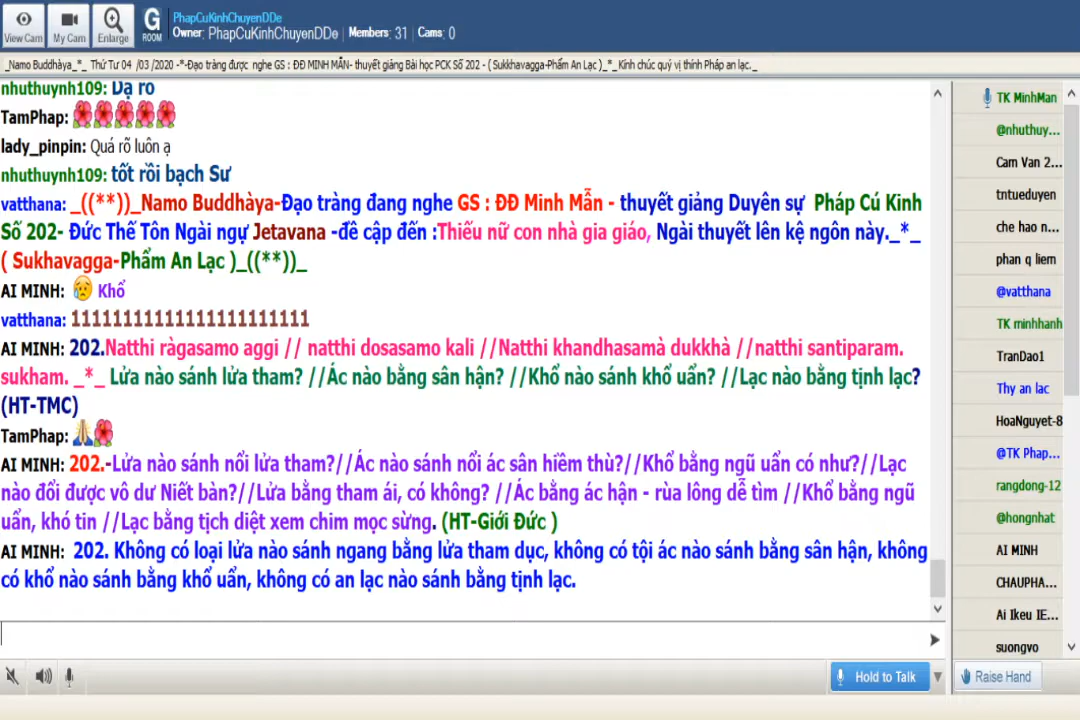 View Cam My Cam Enlarge G ROOM
PhapCuKinhChuyenDDe
Owner: PhapCuKinhChuyenDDe | Members: 31 | Cams: 0
_Namo Buddhàya_*_ Thứ Tư 04 /03 /2020 -*-Đạo tràng được nghe GS : ĐĐ MINH MẪN- thuyết giảng Bài học PCK Số 202 - ( Sukkhavagga-Phẩm An Lạc )_*_Kính chúc quý vị thính Pháp an lạc._
nhuthuynh109: Dạ rõ
TamPhap:
lady_pinpin: Quá rõ luôn ạ
nhuthuynh109: tốt rồi bạch Sư
vatthana: _((**))_Namo Buddhàya-Đạo tràng đang nghe GS : ĐĐ Minh Mẫn - thuyết giảng Duyên sự Pháp Cú Kinh
Số 202- Đức Thế Tôn Ngài ngự Jetavana -đề cập đến :Thiếu nữ con nhà gia giáo, Ngài thuyết lên kệ ngôn này._*_
( Sukhavagga-Phẩm An Lạc )_((**))_
AI MINH: Khổ
vatthana: 11111111111111111111111
AI MINH: 202.Natthi ràgasamo aggi // natthi dosasamo kali //Natthi khandhasamà dukkhà //natthi santiparam.
sukham. _*_ Lửa nào sánh lửa tham? //Ác nào bằng sân hận? //Khổ nào sánh khổ uẩn? //Lạc nào bằng tịnh lạc?
(HT-TMC)
TamPhap:
AI MINH: 202.-Lửa nào sánh nổi lửa tham?//Ác nào sánh nổi ác sân hiềm thù?//Khổ bằng ngũ uẩn có như?//Lạc
nào đổi được vô dư Niết bàn?//Lửa bằng tham ái, có không? //Ác bằng ác hận - rùa lông dễ tìm //Khổ bằng ngũ
uẩn, khó tin //Lạc bằng tịch diệt xem chim mọc sừng. (HT-Giới Đức )
AI MINH: 202. Không có loại lửa nào sánh ngang bằng lửa tham dục, không có tội ác nào sánh bằng sân hận, không
có khổ nào sánh bằng khổ uẩn, không có an lạc nào sánh bằng tịnh lạc.
Hold to Talk
TK MinhMan
@nhuthuy...
Cam Van 2...
tntueduyen
che hao n...
phan q liem
@vatthana
TK minhhanh
TranDao1
Thy an lac
HoaNguyet-8
@TK Phap...
rangdong-12
@hongnhat
AI MINH
CHAUPHA...
Ai Ikeu IE...
suongvo
Raise Hand